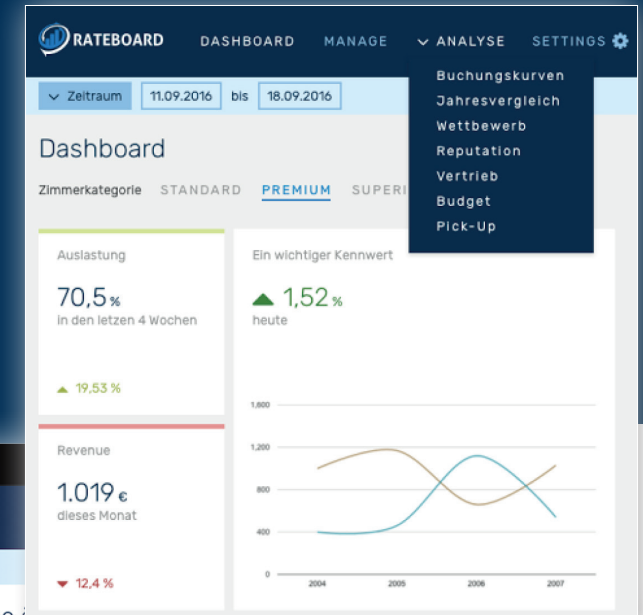 RATEBOARD DASHBOARD MANAGE ANALYSE SETTINGS
Buchungskurven
Jahresvergleich
Wettbewerb
Reputation
Vertrieb
Budget
Pick-Up
Zeitraum 11.09.2016 bis 18.09.2016
Dashboard
Zimmerkategorie STANDARD PREMIUM SUPERI
Auslastung
70,5 %
in den letzen 4 Wochen
19,53 %
Ein wichtiger Kennwert
1,52 %
heute
1,600
1,200
800
400
0
2004 2005 2006 2007
Revenue
1.019 €
dieses Monat
12,4 %